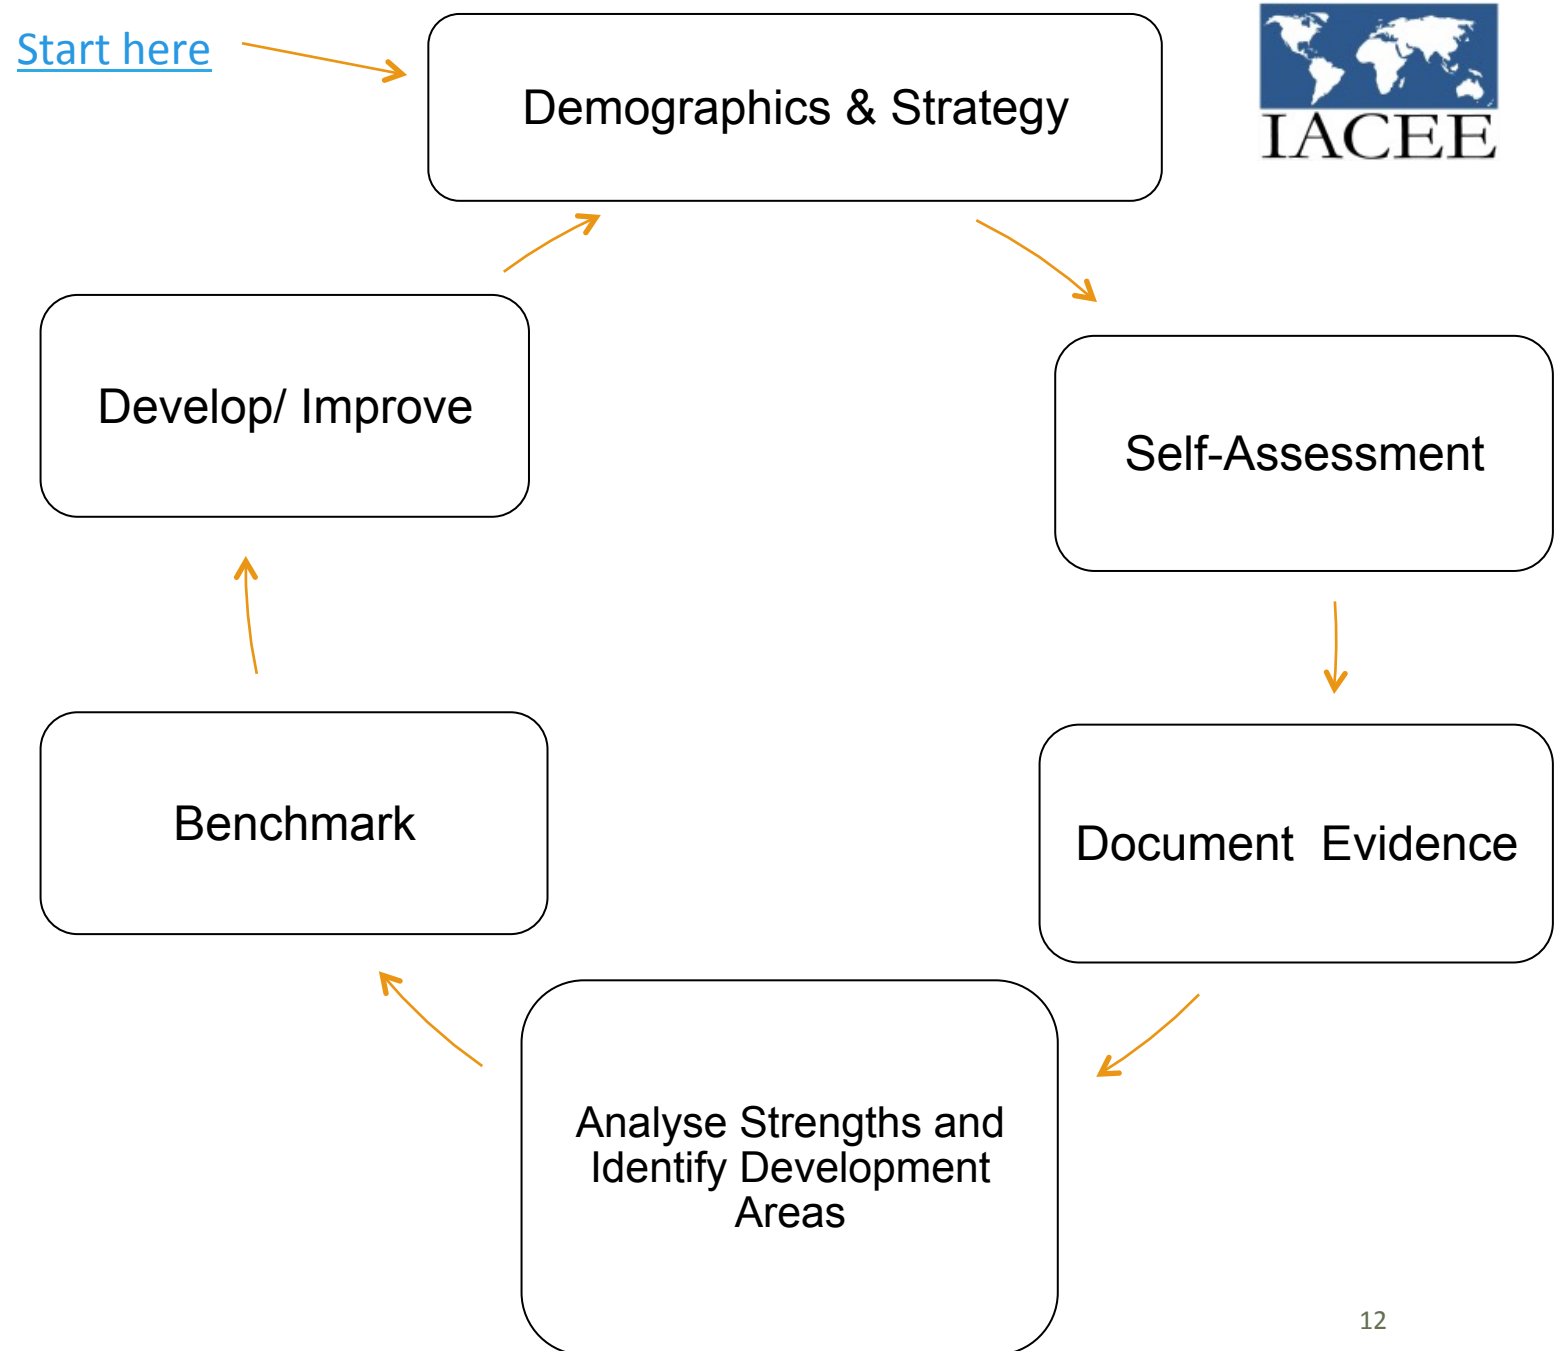 Start here
Demographics & Strategy
IACEE
Develop/ Improve
Self-Assessment
Benchmark
Document  Evidence
Analyse Strengths and
Identify Development
Areas
12